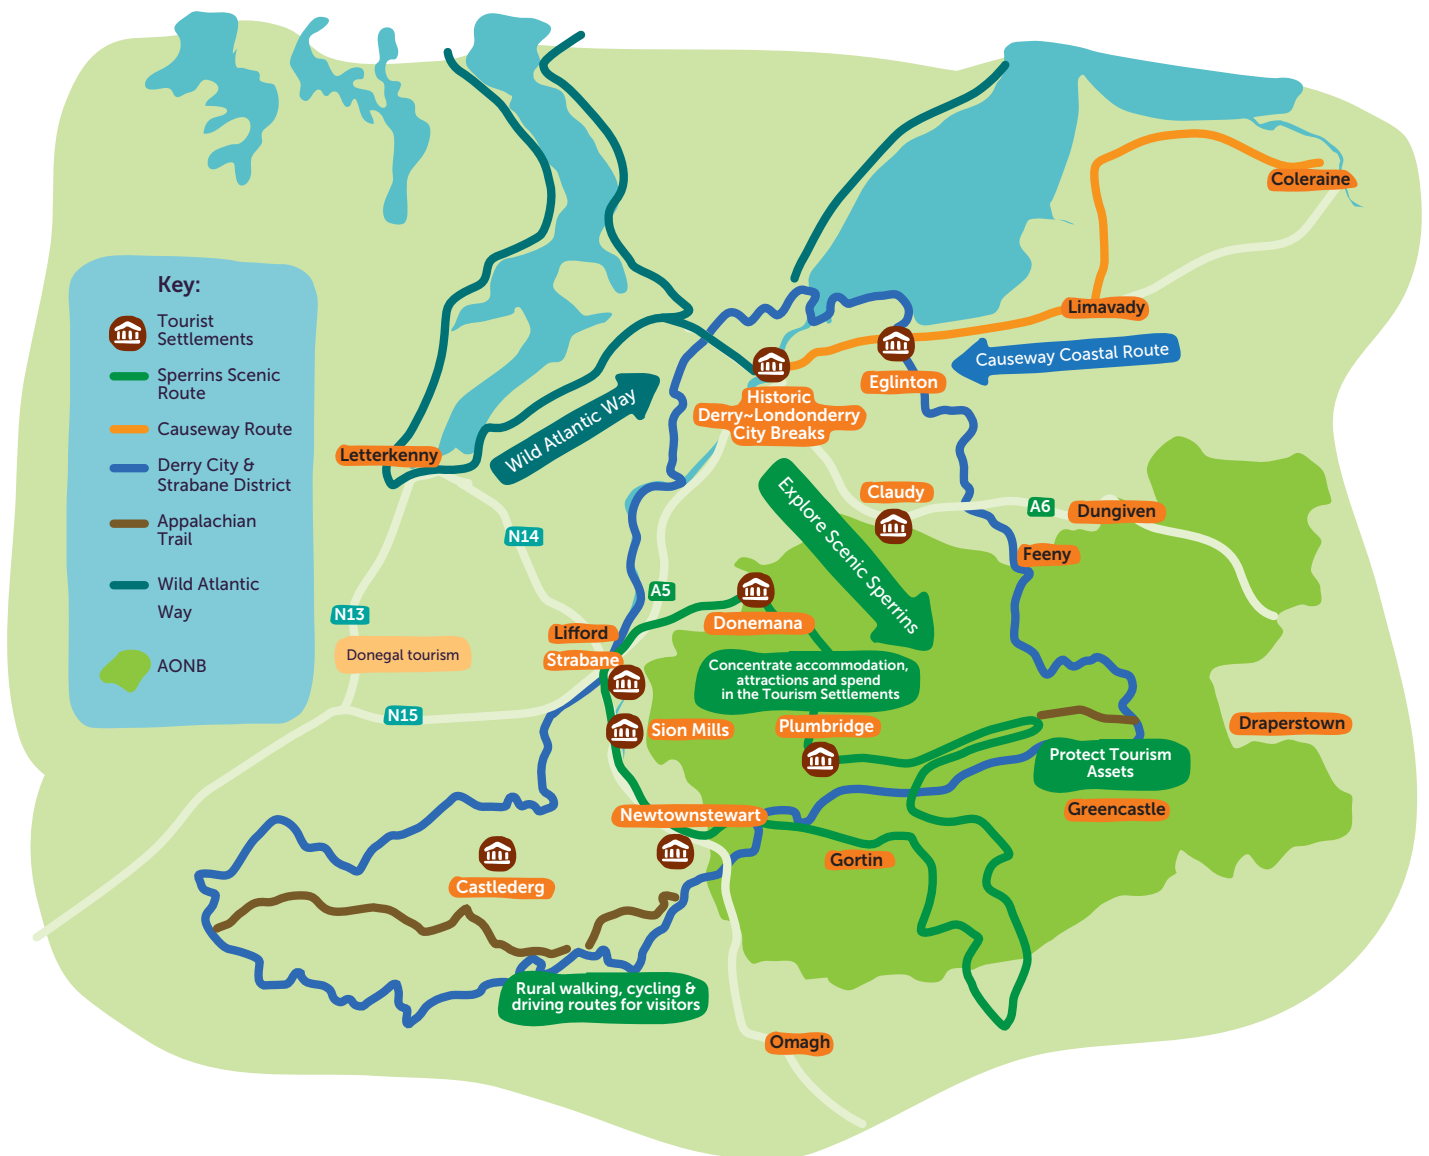 Coleraine
Key:
Tourist
Settlements
Sperrins Scenic
Route
Causeway Route
Derry City &
Strabane District
Appalachian
Trail
Wild Atlantic
Way
AONB
Limavady
Causeway Coastal Route
Eglinton
Historic
Derry~Londonderry
City Breaks
Wild Atlantic Way
Letterkenny
Explore Scenic Sperrins
Claudy
A6
Dungiven
N14
Feeny
A5
N13
Donemana
Lifford
Strabane
Donegal tourism
Concentrate accommodation,
attractions and spend
in the Tourism Settlements
N15
Sion Mills
Plumbridge
Draperstown
Protect Tourism
Assets
Greencastle
Newtownstewart
Gortin
Castlederg
Rural walking, cycling &
driving routes for visitors
Omagh